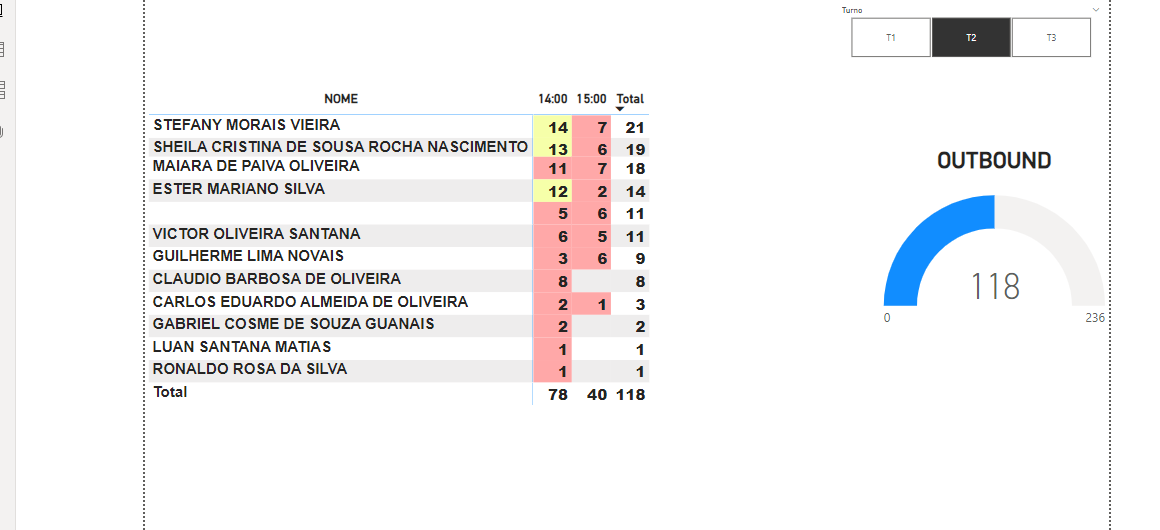 Turno
T1 T2 T3
NOME 14:00 15:00 Total
STEFANY MORAIS VIEIRA 14 7 21
SHEILA CRISTINA DE SOUSA ROCHA NASCIMENTO 13 6 19
MAIARA DE PAIVA OLIVEIRA 11 7 18
ESTER MARIANO SILVA 12 2 14
5 6 11
VICTOR OLIVEIRA SANTANA 6 5 11
GUILHERME LIMA NOVAIS 3 6 9
CLAUDIO BARBOSA DE OLIVEIRA 8 8
CARLOS EDUARDO ALMEIDA DE OLIVEIRA 2 1 3
GABRIEL COSME DE SOUZA GUANAIS 2 2
LUAN SANTANA MATIAS 1 1
RONALDO ROSA DA SILVA 1 1
Total 78 40 118
OUTBOUND
118
0 236